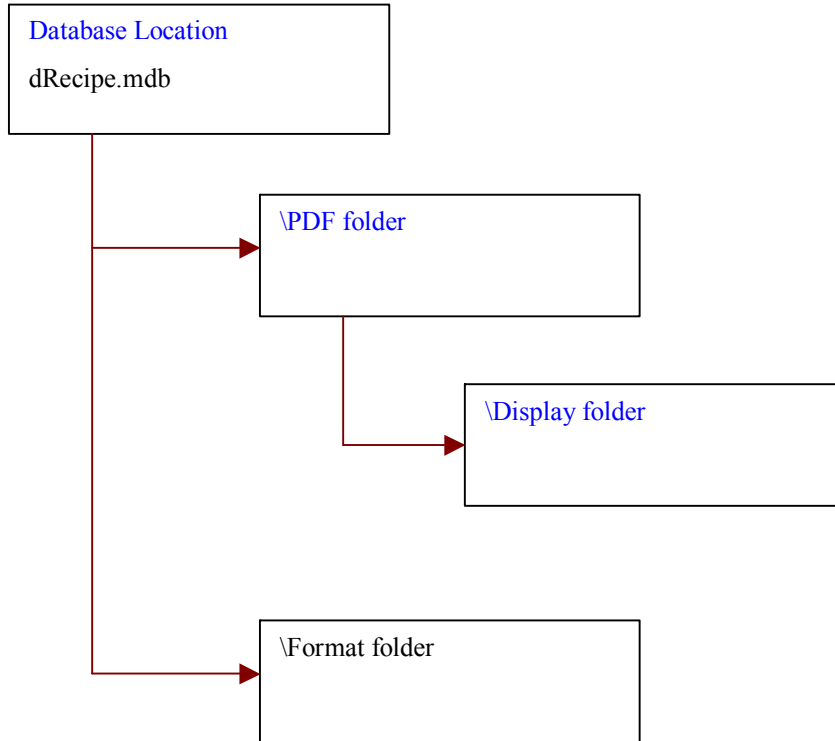 Database Location
dRecipe.mdb
\PDF folder
\Display folder
\Format folder